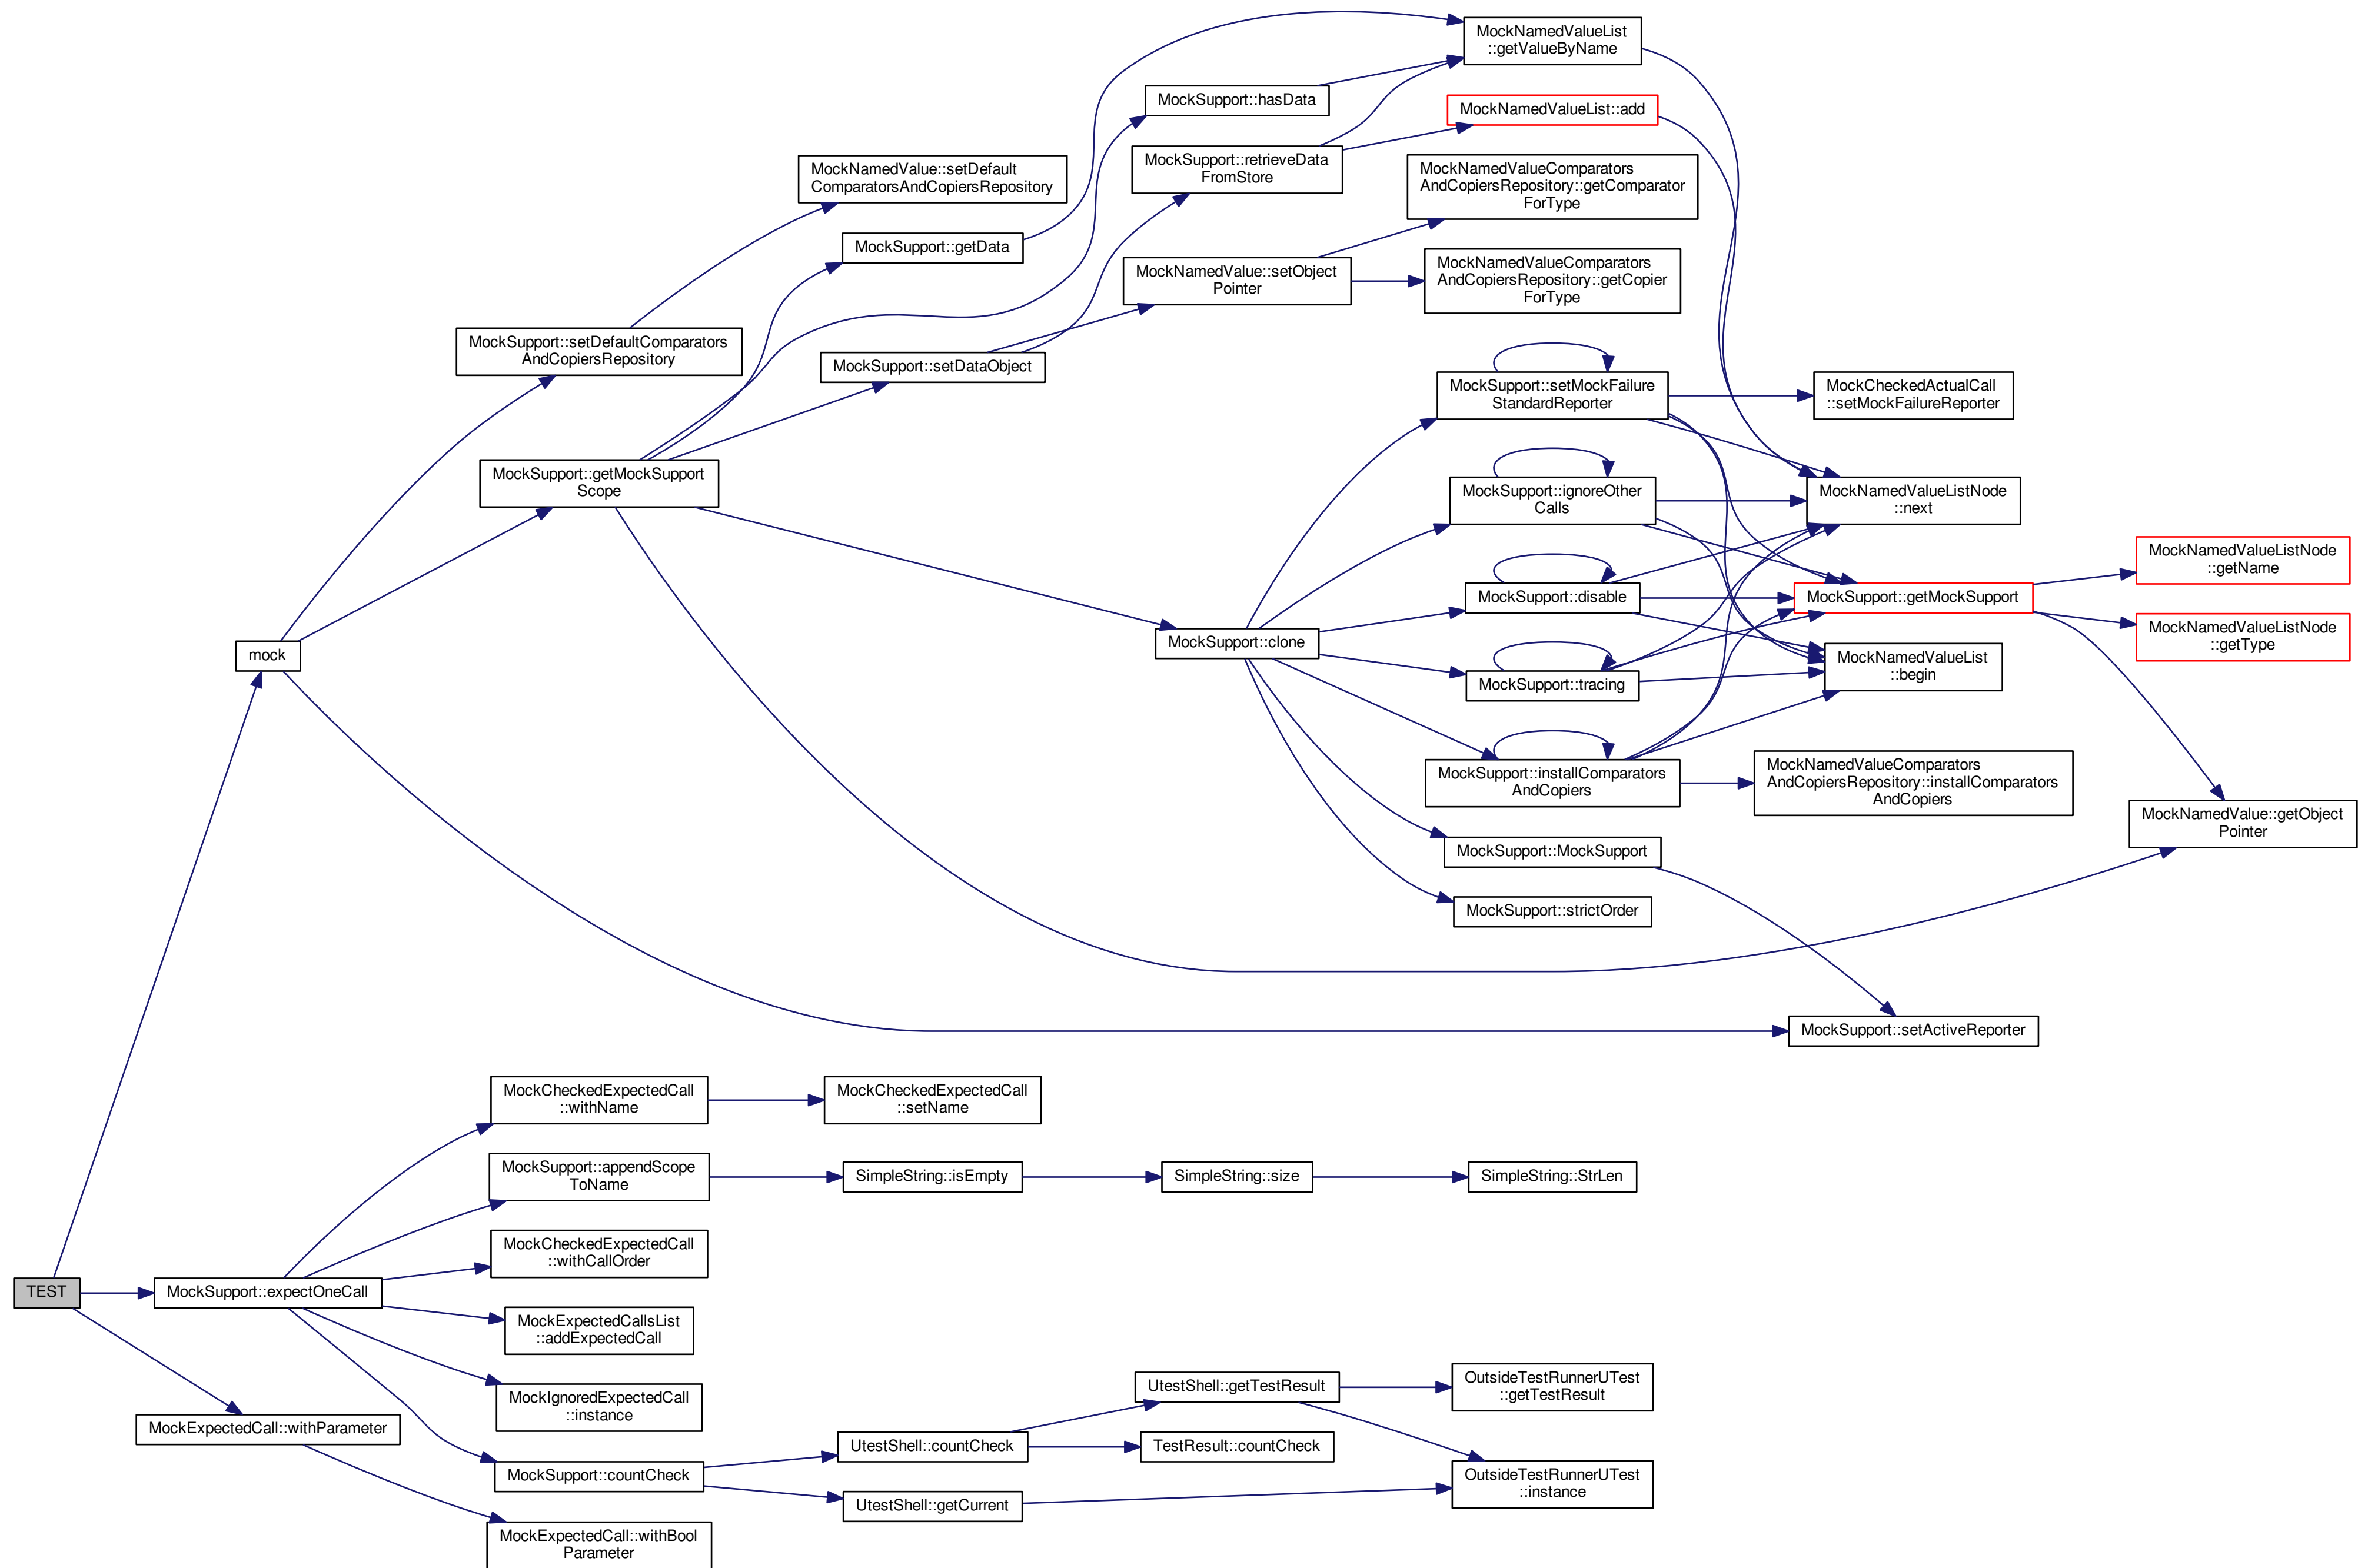 MockNamedValueList
::getValueByName
MockSupport::hasData
MockNamedValueList::add
MockSupport::retrieveData
FromStore
MockNamedValue::setDefault
ComparatorsAndCopiersRepository
MockNamedValueComparators
AndCopiersRepository::getComparator
ForType
MockSupport::getData
MockNamedValue::setObject
Pointer
MockNamedValueComparators
AndCopiersRepository::getCopier
ForType
MockSupport::setDefaultComparators
AndCopiersRepository
MockSupport::setDataObject
MockSupport::setMockFailure
StandardReporter
MockCheckedActualCall
::setMockFailureReporter
MockSupport::getMockSupport
Scope
MockSupport::ignoreOther
Calls
MockNamedValueListNode
::next
MockNamedValueListNode
::getName
MockSupport::disable
MockSupport::getMockSupport
MockNamedValueListNode
::getType
mock
MockSupport::clone
MockSupport::tracing
MockNamedValueList
::begin
MockSupport::installComparators
AndCopiers
MockNamedValueComparators
AndCopiersRepository::installComparators
AndCopiers
MockNamedValue::getObject
Pointer
MockSupport::MockSupport
MockSupport::strictOrder
MockSupport::setActiveReporter
MockCheckedExpectedCall
::withName
MockCheckedExpectedCall
::setName
MockSupport::appendScope
ToName
SimpleString::isEmpty
SimpleString::size
SimpleString::StrLen
MockCheckedExpectedCall
::withCallOrder
TEST
MockSupport::expectOneCall
MockExpectedCallsList
::addExpectedCall
MockIgnoredExpectedCall
::instance
UtestShell::getTestResult
OutsideTestRunnerUTest
::getTestResult
MockExpectedCall::withParameter
UtestShell::countCheck
TestResult::countCheck
MockSupport::countCheck
OutsideTestRunnerUTest
::instance
UtestShell::getCurrent
MockExpectedCall::withBool
Parameter